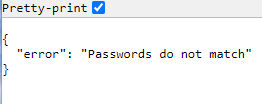 Pretty-print
{
  "error": "Passwords do not match"
}